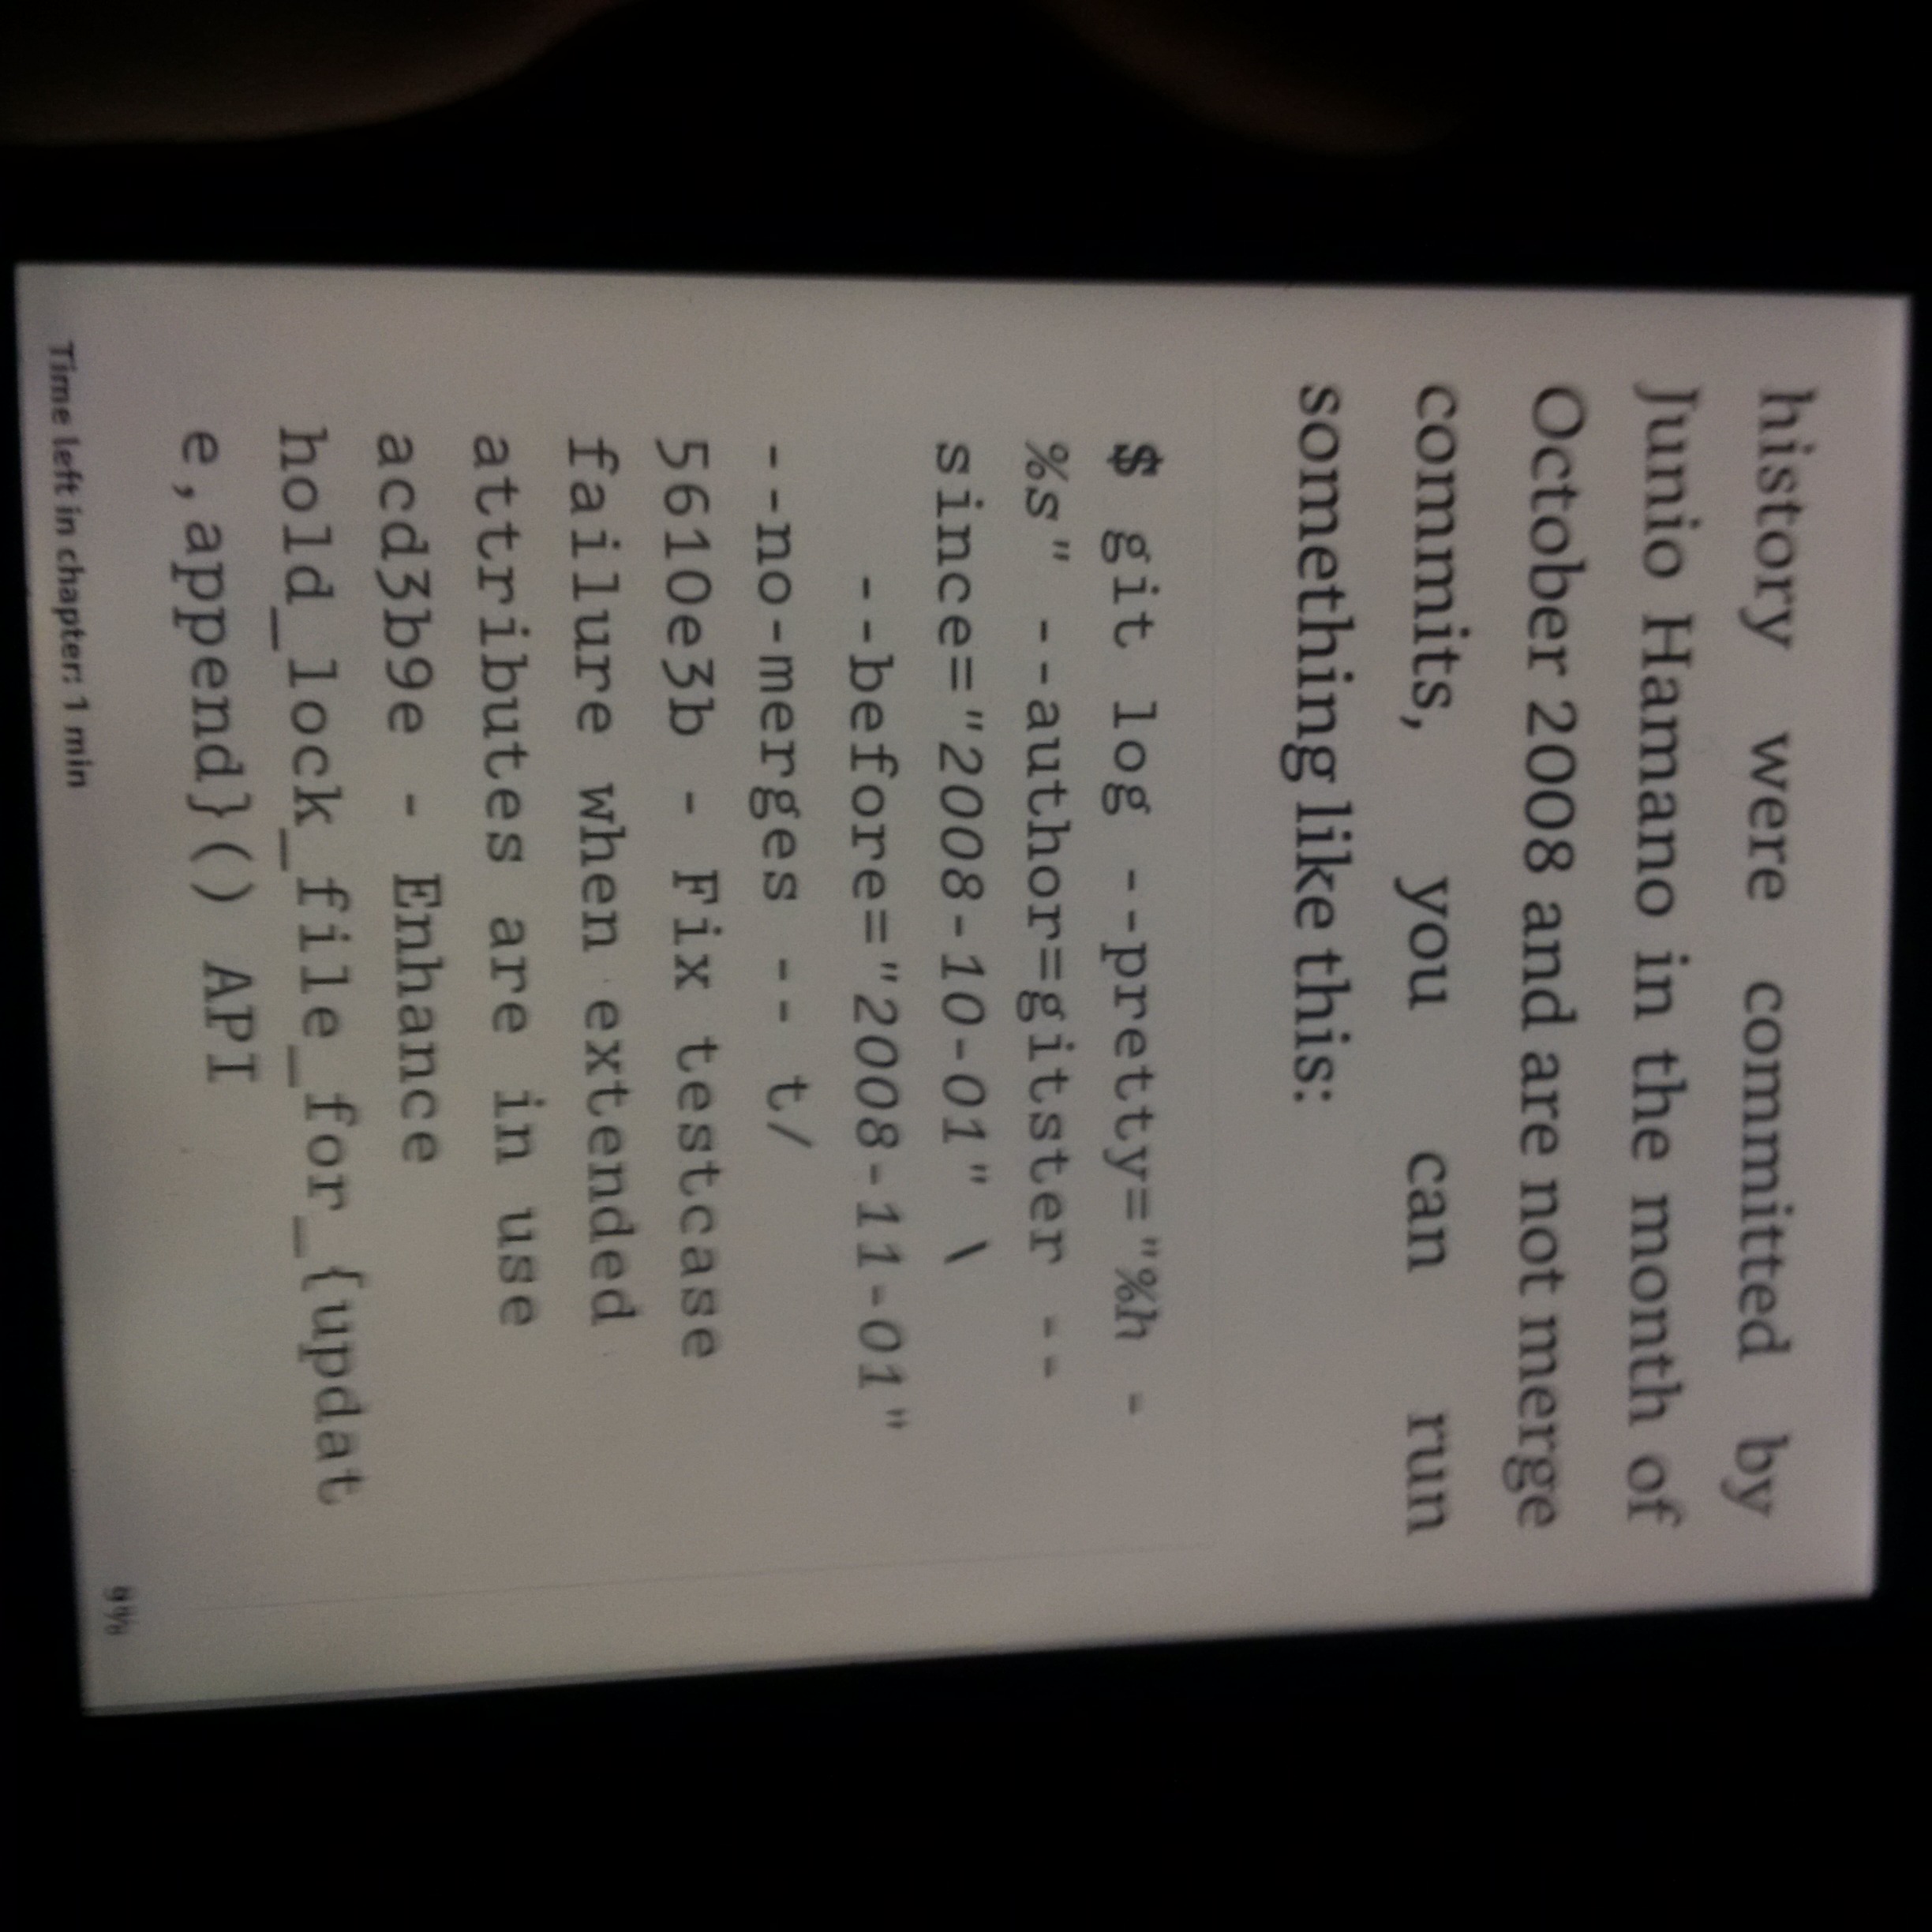 history were committed by
Junio Hamano in the month of
October 2008 and are not merge
commits, you can run
something like this:
$ git log --pretty="%h -
%s" --author=gitster --
since="2008-10-01" \
--before="2008-11-01"
--no-merges -- t/
5610e3b - Fix testcase
failure when extended
attributes are in use
acd3b9e - Enhance
hold_lock_file_for_{updat
e,append}() API
Time left in chapter: 1 min
9%